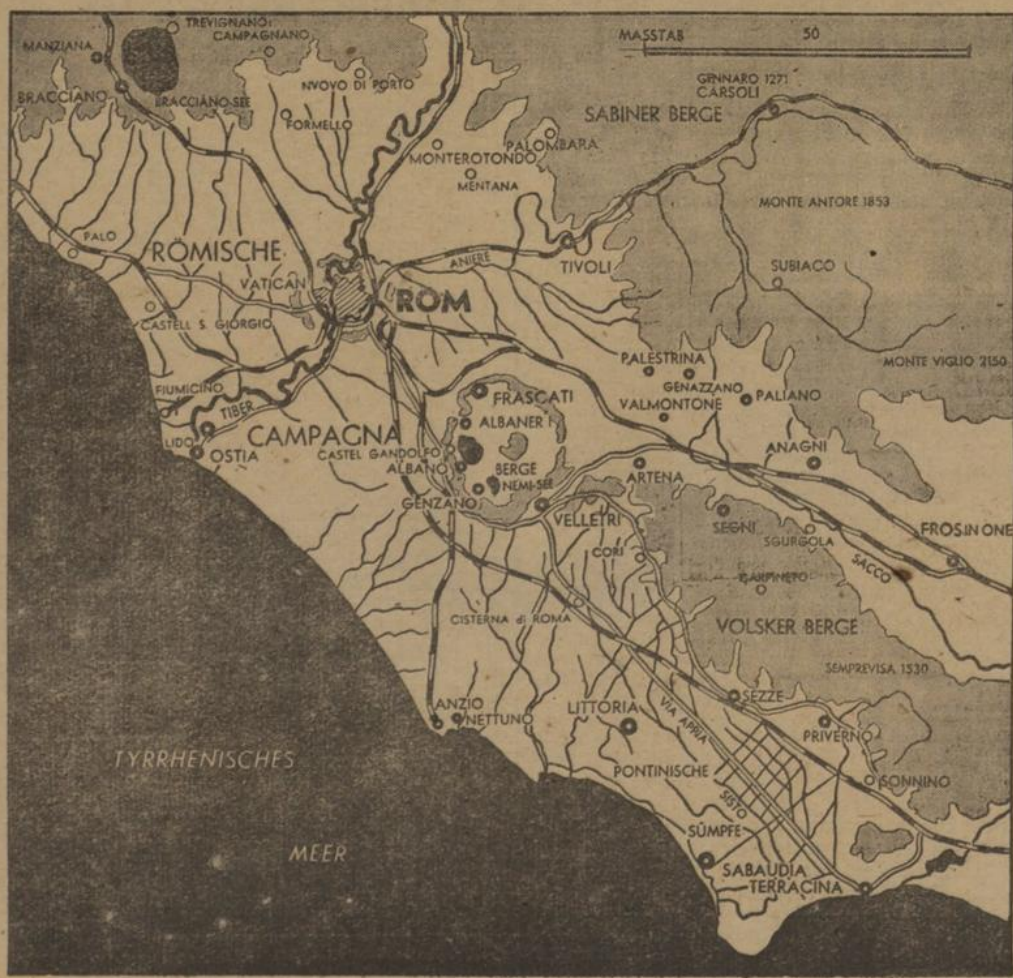 TREVIGNANO
CAMPAGNANO
MANZIANA
MASSTAB 50
BRACCIANO
BRACCIANO-SEE
NVOVO DI PORTO
FORMELLO
GENNARO 1271
CARSOLI
SABINER BERGE
PALOMBARA
MONTEROTONDO
MENTANA
MONTE ANTORE 1853
PALO
RÖMISCHE
VATICAN
ROM
ANIERE
TIVOLI
SUBIACO
CASTELL S. GIORGIO
FIUMICINO
TIBER
LIDO
OSTIA
CAMPAGNA
FRASCATI
ALBANER
CASTEL GANDOLFO
ALBANO
BERGE
NEMI-SEE
GENZANO
PALESTRINA
GENAZZANO
VALMONTONE
PALIANO
MONTE VIGLIO 2150
ANAGNI
ARTENA
VELLETRI
SEGNI
SGURGOLA
FROSINONE
SACCO
CORI
GARPINETO
CISTERNA di ROMA
VOLSKER BERGE
SEMPREVISA 1530
ANZIO
NETTUNO
LITTORIA
VIA APPIA
SEZZE
PRIVERNO
SONNINO
TYRRHENISCHES
MEER
PONTINISCHE
SISTO
SÜMPFE
SABAUDIA
TERRACINA